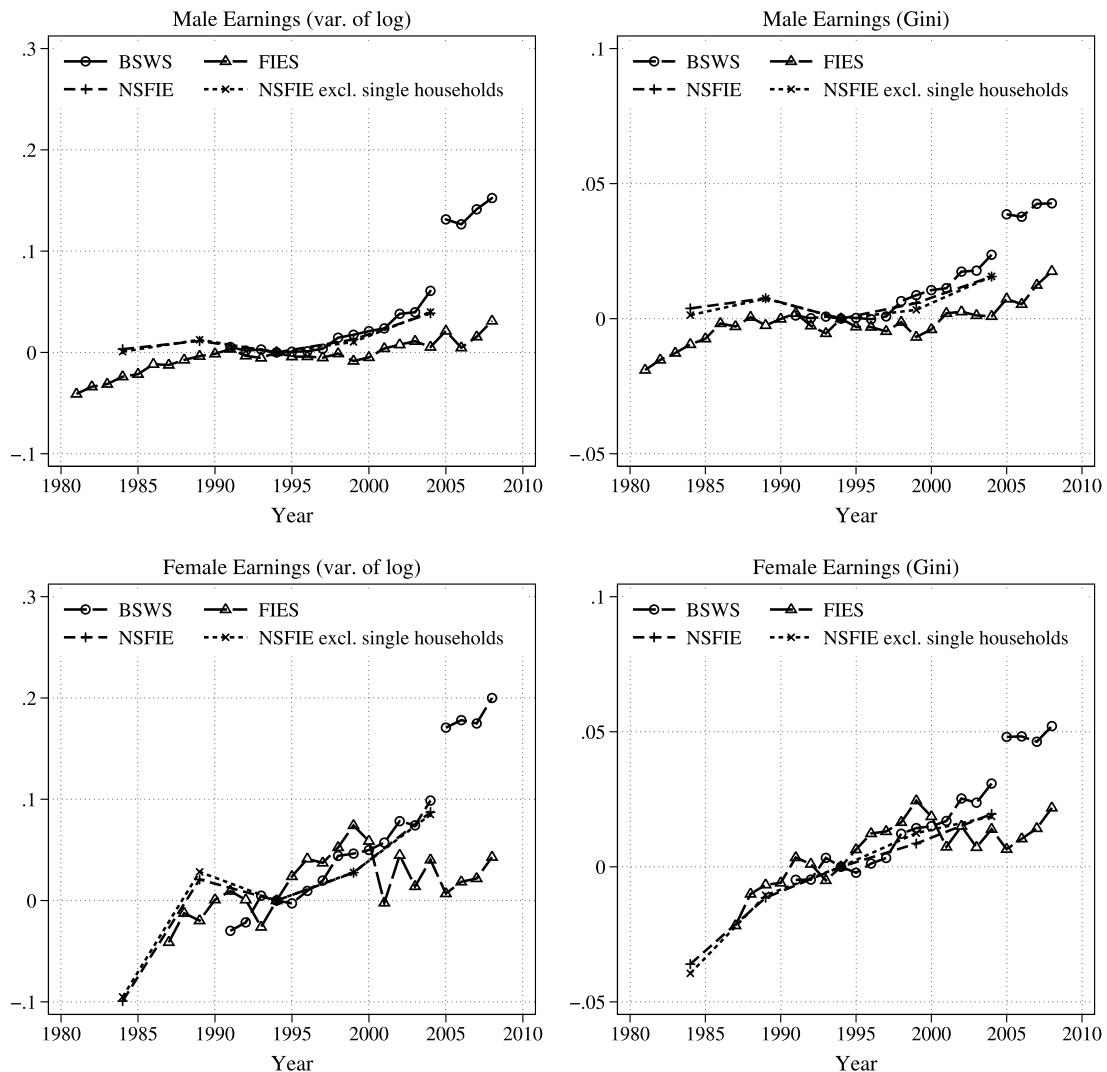 Male Earnings (var. of log)
BSWS FIES
NSFIE NSFIE excl. single households
.3
.2
.1
0
−.1
1980 1985 1990 1995 2000 2005 2010
Year
Male Earnings (Gini)
BSWS FIES
NSFIE NSFIE excl. single households
.1
.05
0
−.05
1980 1985 1990 1995 2000 2005 2010
Year
Female Earnings (var. of log)
BSWS FIES
NSFIE NSFIE excl. single households
.3
.2
.1
0
−.1
1980 1985 1990 1995 2000 2005 2010
Year
Female Earnings (Gini)
BSWS FIES
NSFIE NSFIE excl. single households
.1
.05
0
−.05
1980 1985 1990 1995 2000 2005 2010
Year